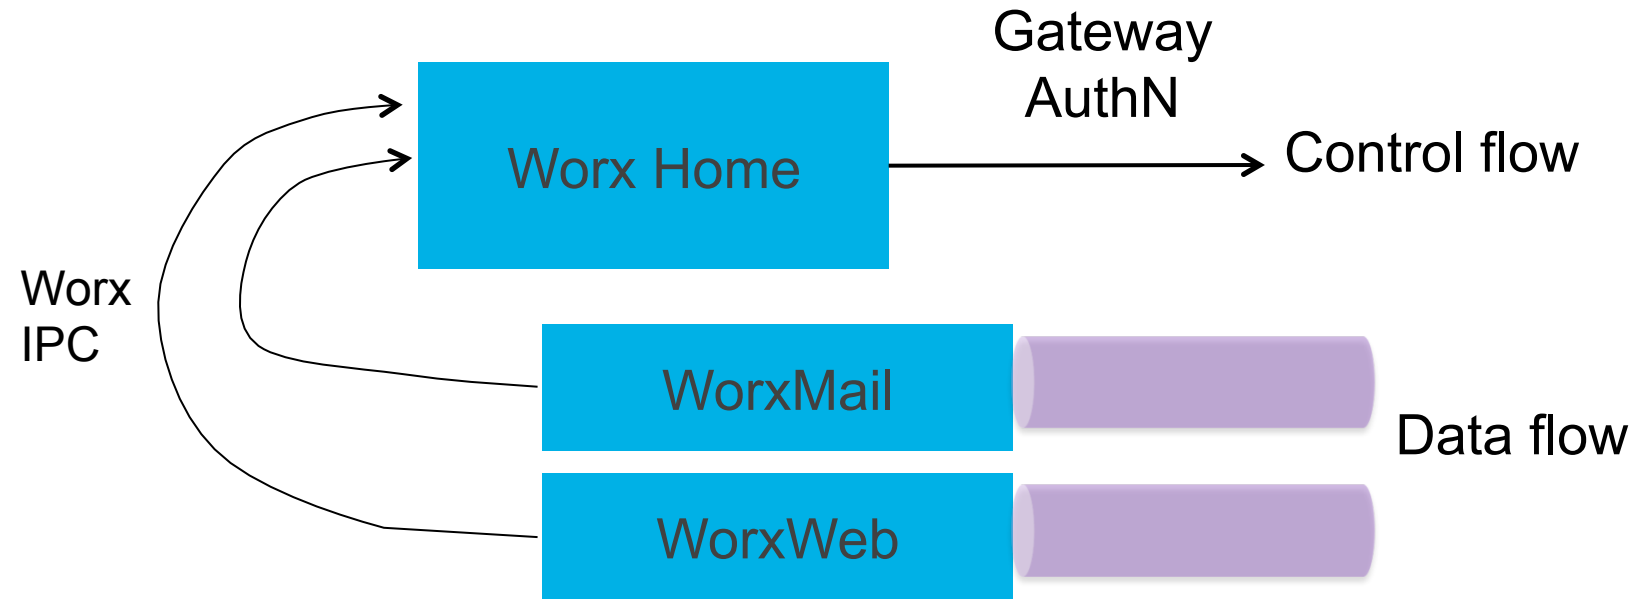 Gateway
AuthN
Worx Home
Control flow
Worx
IPC
WorxMail
Data flow
WorxWeb